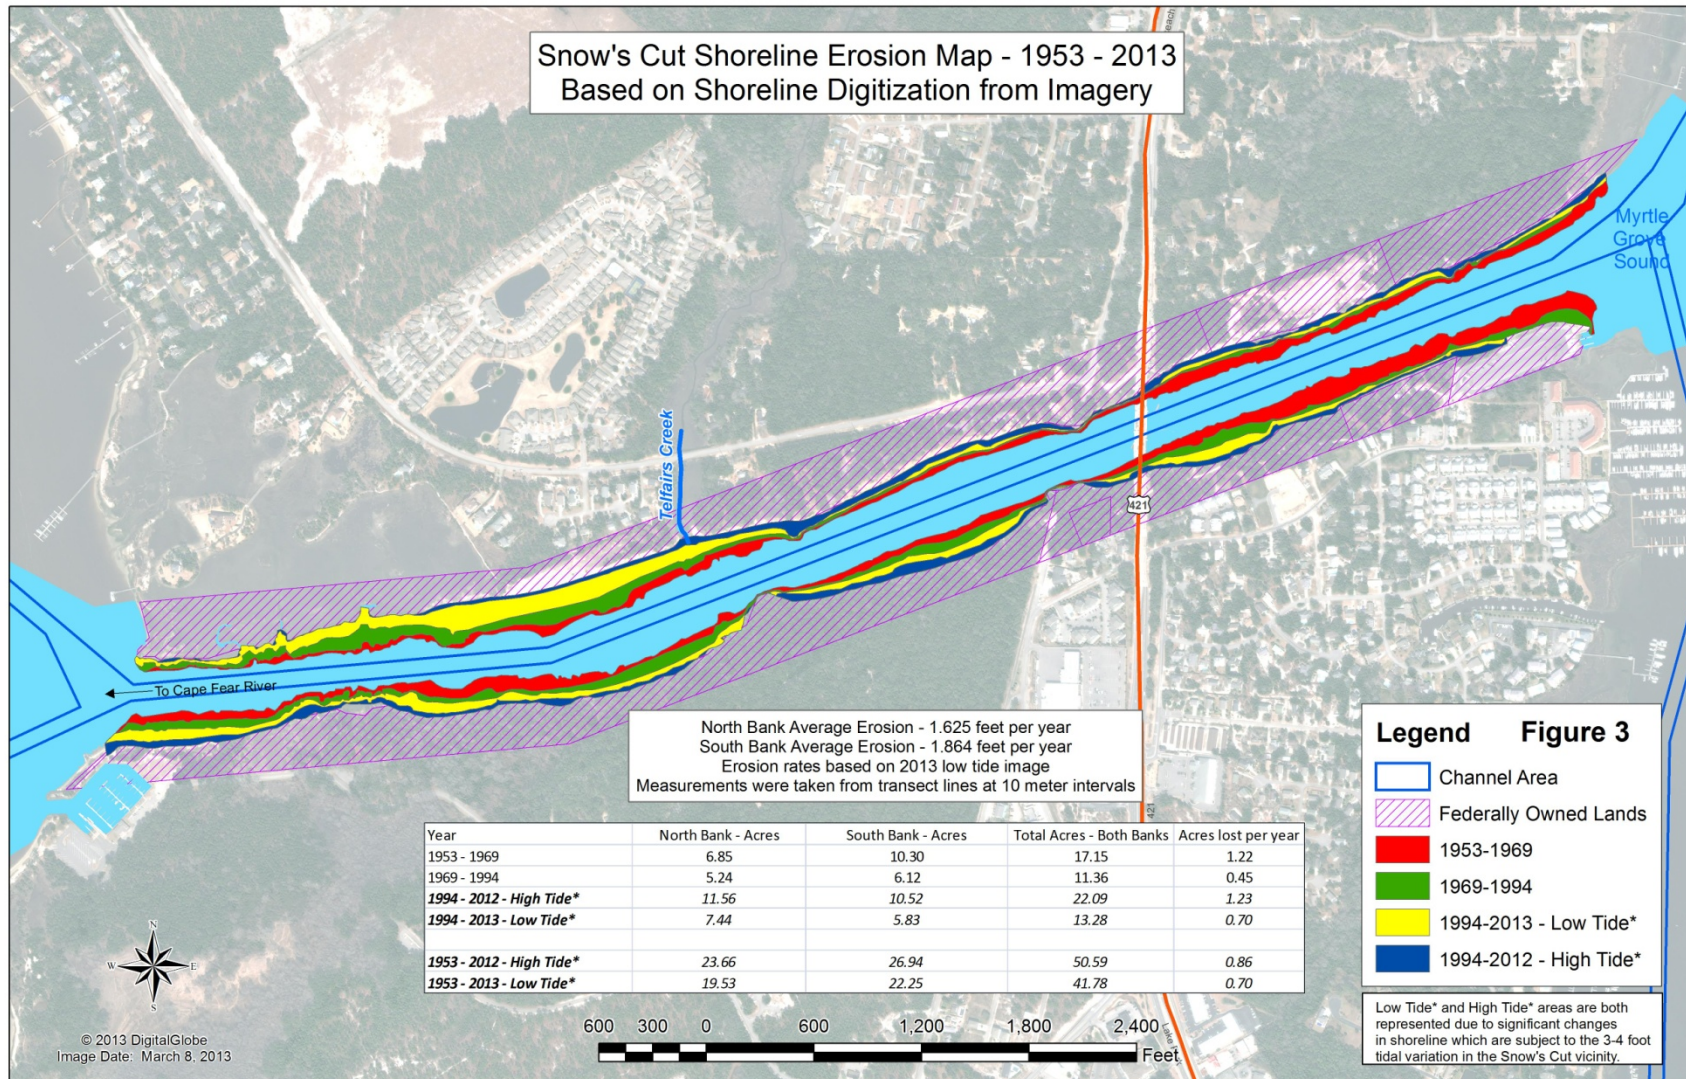 Snow's Cut Shoreline Erosion Map - 1953 - 2013
Based on Shoreline Digitization from Imagery
Beach
Myrtle
Grove
Sound
Telfairs Creek
421
To Cape Fear River
North Bank Average Erosion - 1.625 feet per year
South Bank Average Erosion - 1.864 feet per year
Erosion rates based on 2013 low tide image
Measurements were taken from transect lines at 10 meter intervals
421
Year North Bank - Acres South Bank - Acres Total Acres - Both Banks Acres lost per year
1953 - 1969 6.85 10.30 17.15 1.22
1969 - 1994 5.24 6.12 11.36 0.45
1994 - 2012 - High Tide* 11.56 10.52 22.09 1.23
1994 - 2013 - Low Tide* 7.44 5.83 13.28 0.70
1953 - 2012 - High Tide* 23.66 26.94 50.59 0.86
1953 - 2013 - Low Tide* 19.53 22.25 41.78 0.70
Legend Figure 3
Channel Area
Federally Owned Lands
1953-1969
1969-1994
1994-2013 - Low Tide*
1994-2012 - High Tide*
Low Tide* and High Tide* areas are both
represented due to significant changes
in shoreline which are subject to the 3-4 foot
tidal variation in the Snow's Cut vicinity.
N
W E
S
© 2013 DigitalGlobe
Image Date: March 8, 2013
600 300 0 600 1,200 1,800 2,400
Feet
Lake